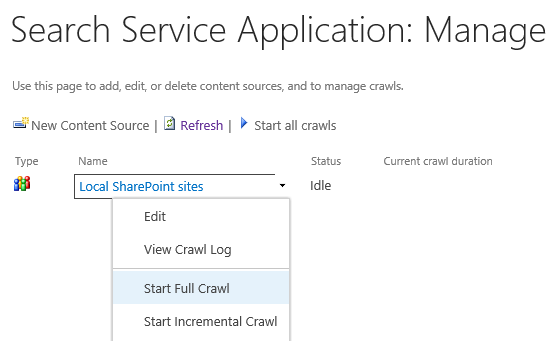 Search Service Application: Manage
Use this page to add, edit, or delete content sources, and to manage crawls.
New Content Source | Refresh | Start all crawls
Type Name Status Current crawl duration
Local SharePoint sites Idle
Edit
View Crawl Log
Start Full Crawl
Start Incremental Crawl